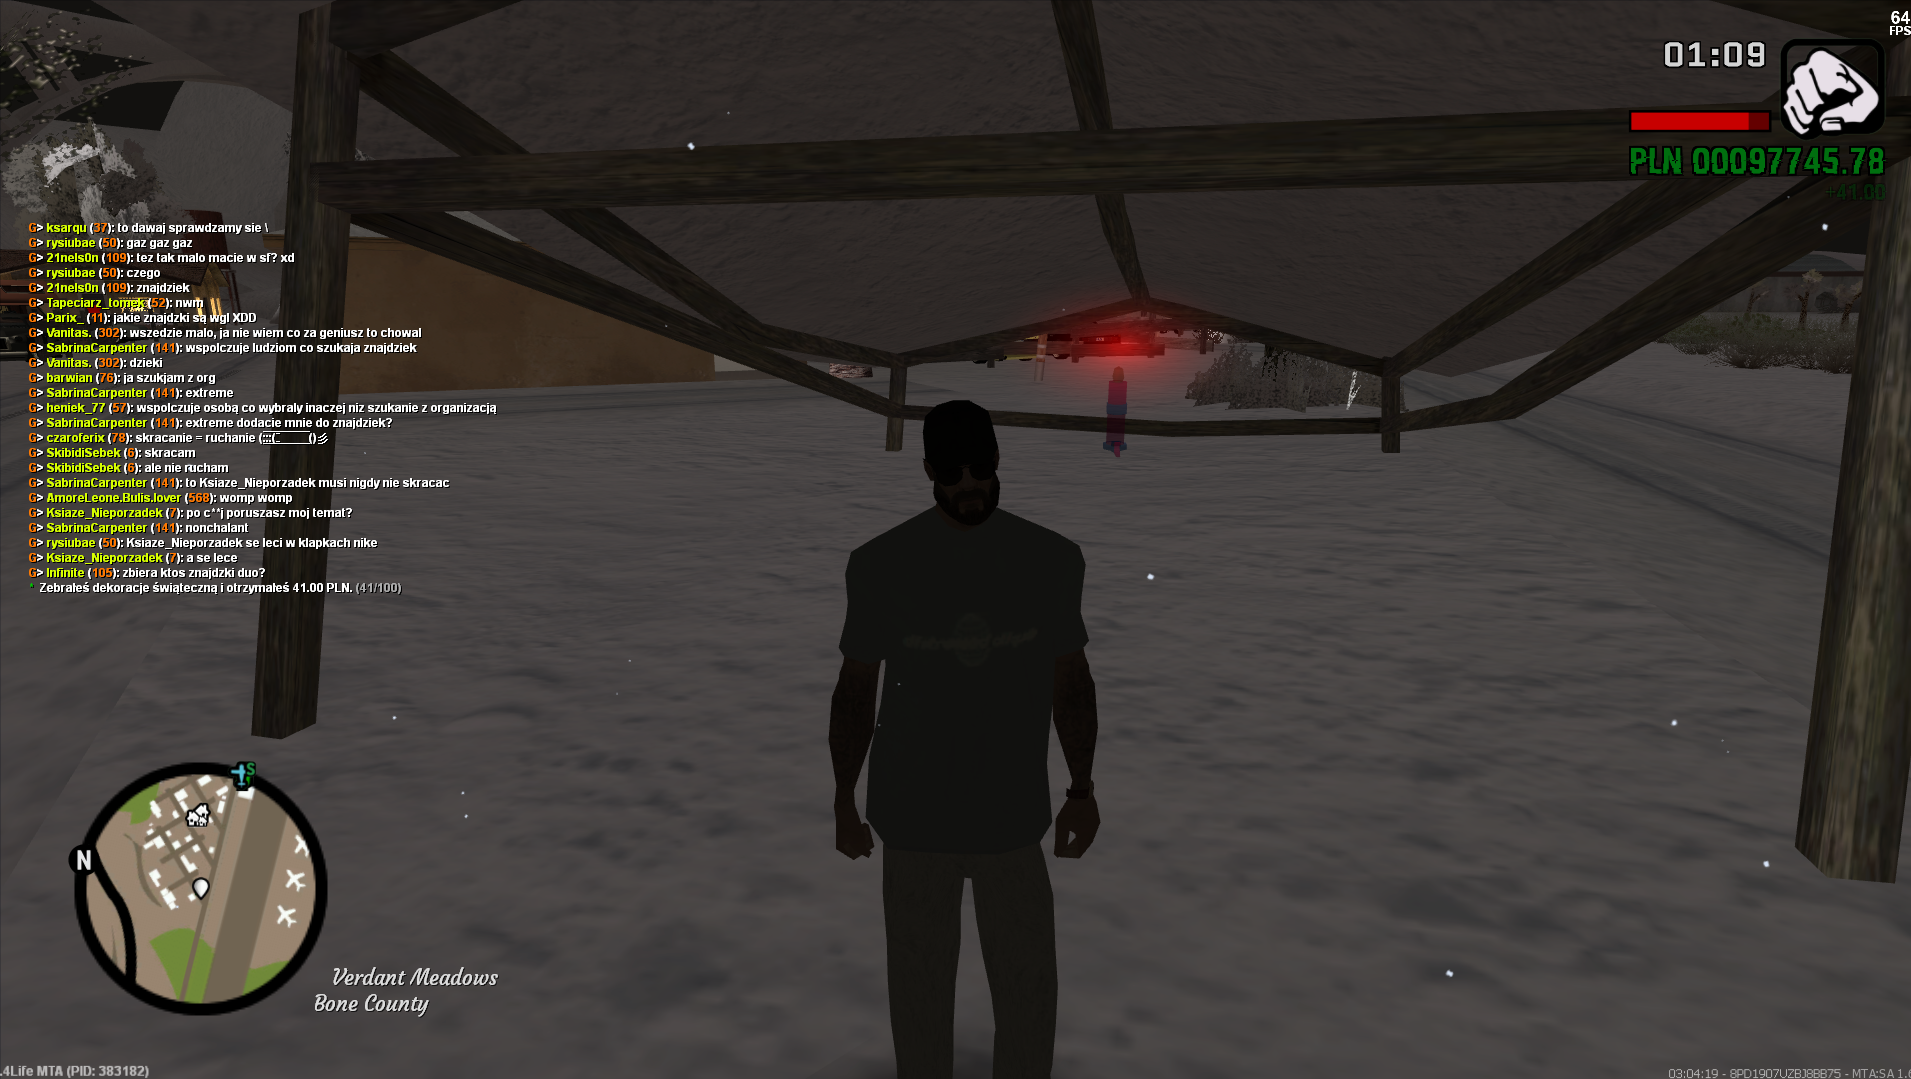 64
FPS
01:09
PLN 00097745.78
+41.00
G> ksarqu (37): to dawaj sprawdzamy sie \
G> rysiubae (50): gaz gaz gaz
G> 21nels0n (109): tez tak malo macie w sf? xd
G> rysiubae (50): czego
G> 21nels0n (109): znajdziek
G> Tapeciarz_tomek (52): nwm
G> Parix_ (11): jakie znajdzki są wgl XDD
G> Vanitas. (302): wszedzie malo, ja nie wiem co za geniusz to chowal
G> SabrinaCarpenter (141): wspolczuje ludziom co szukaja znajdziek
G> Vanitas. (302): dzieki
G> barwian (76): ja szukjam z org
G> SabrinaCarpenter (141): extreme
G> heniek_77 (57): wspolczuje osobą co wybraly inaczej niz szukanie z organizacją
G> SabrinaCarpenter (141): extreme dodacie mnie do znajdziek?
G> czaroferix (78): skracanie = ruchanie
G> SkibidiSebek (6): skracam
G> SkibidiSebek (6): ale nie rucham
G> SabrinaCarpenter (141): to Ksiaze_Nieporzadek musi nigdy nie skracac
G> AmoreLeone.Bulis.lover (568): womp womp
G> Ksiaze_Nieporzadek (7): po c**j poruszasz moj temat?
G> SabrinaCarpenter (141): nonchalant
G> rysiubae (50): Ksiaze_Nieporzadek se leci w klapkach nike
G> Ksiaze_Nieporzadek (7): a se lece
G> Infinite (105): zbiera ktos znajdzki duo?
* Zebrałeś dekoracje świąteczną i otrzymałeś 41.00 PLN. (41/100)
S
N
Verdant Meadows
Bone County
.4Life MTA (PID: 383182)
03:04:19 - 8PD1907UZBJ8BB75 - MTA:SA 1.6